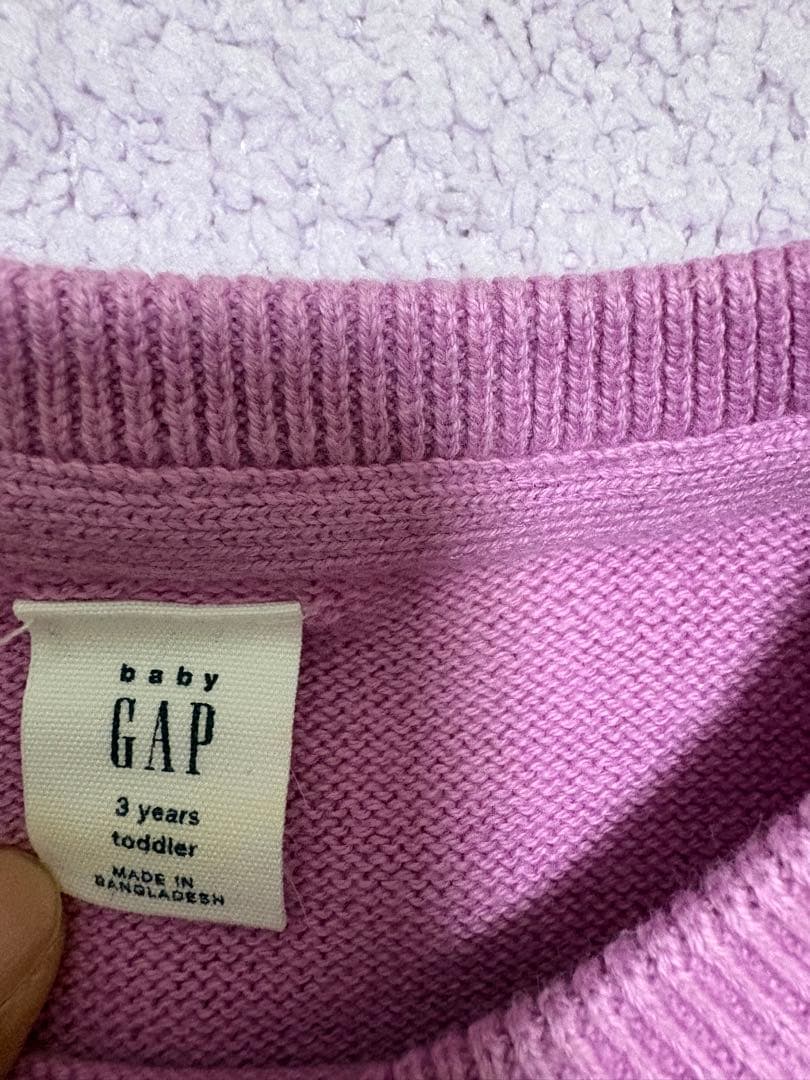 baby
GAP
3 years
toddler
MADE IN
BANGLADESH